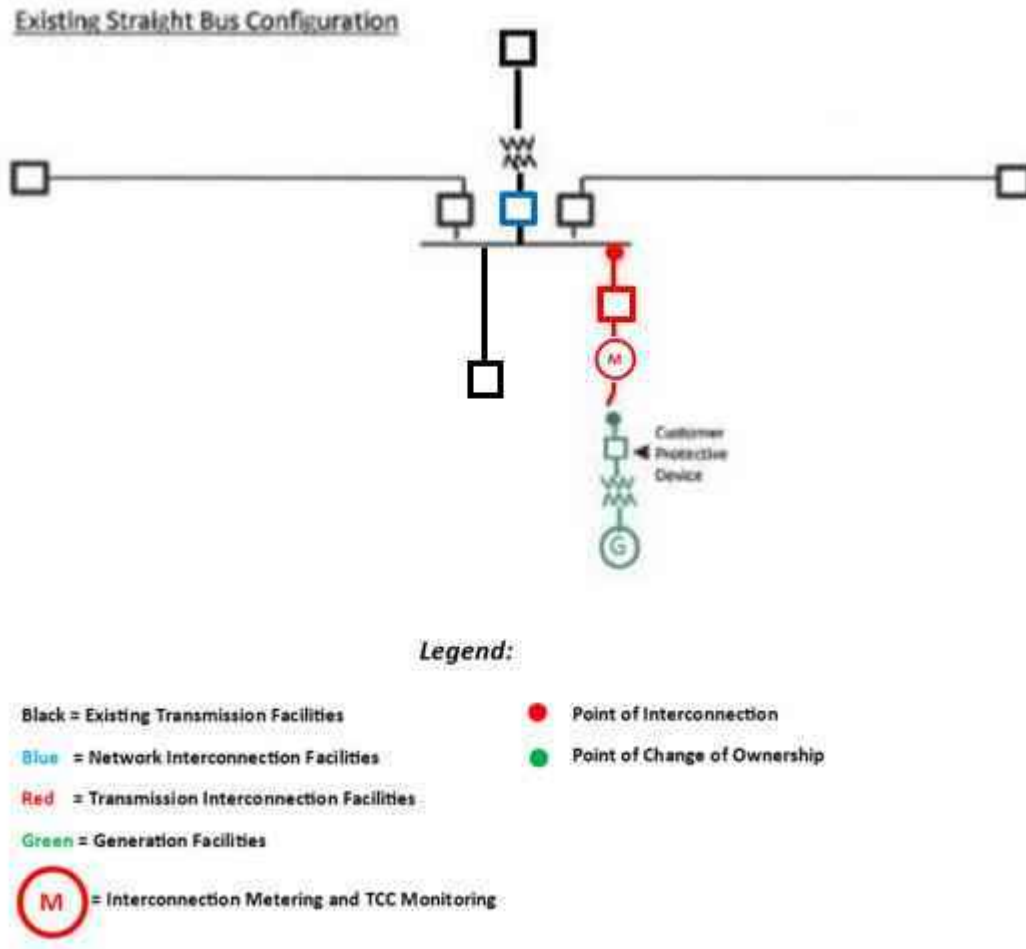 Existing Straight Bus Configuration
M
Customer
Protective
Device
G
Legend:
Black = Existing Transmission Facilities
Blue = Network Interconnection Facilities
Red = Transmission Interconnection Facilities
Green = Generation Facilities
M = Interconnection Metering and TCC Monitoring
Point of Interconnection
Point of Change of Ownership